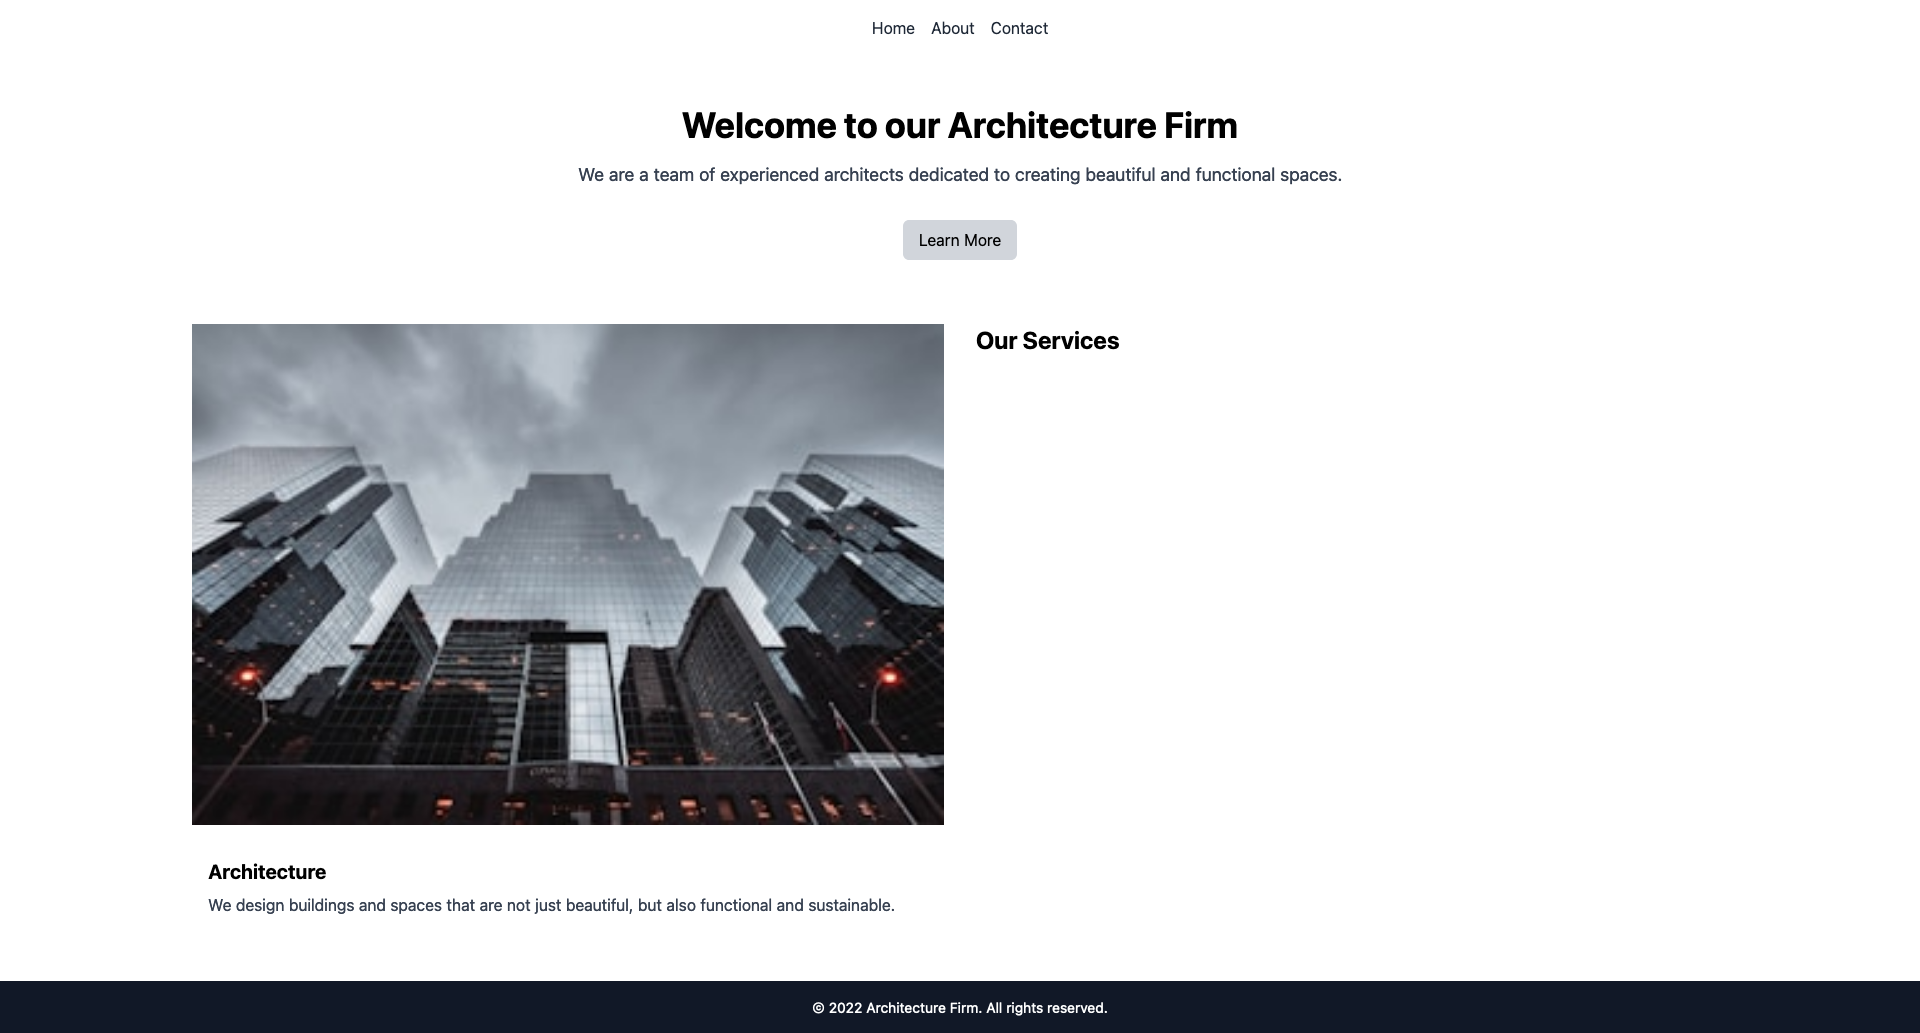 Home About Contact
Welcome to our Architecture Firm
We are a team of experienced architects dedicated to creating beautiful and functional spaces.
Learn More
Our Services
Architecture
We design buildings and spaces that are not just beautiful, but also functional and sustainable.
© 2022 Architecture Firm. All rights reserved.